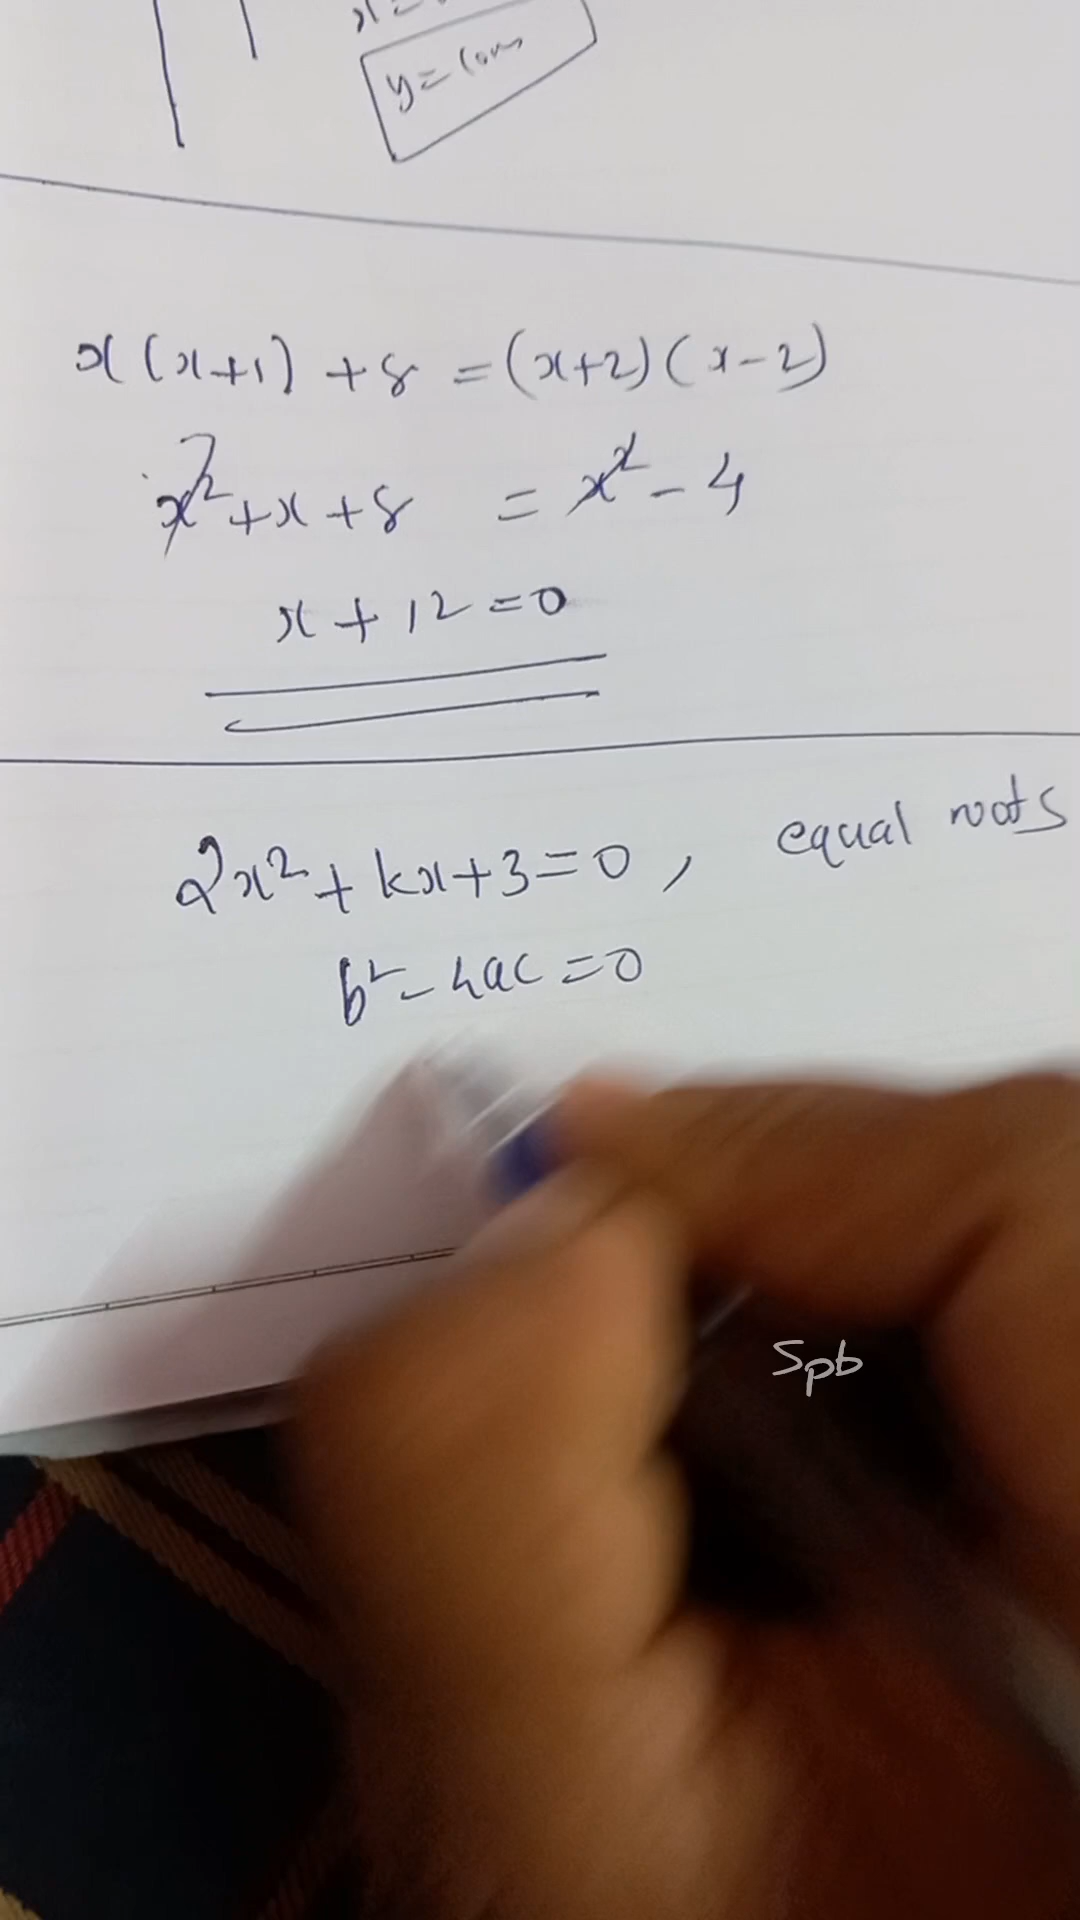 x =
y = con
x(x+1) + 8 = (x+2)(x-2)
x² + x + 8 = x² - 4
x + 12 = 0
2x² + kx + 3 = 0, equal roots
b² - 4ac = 0
Spb